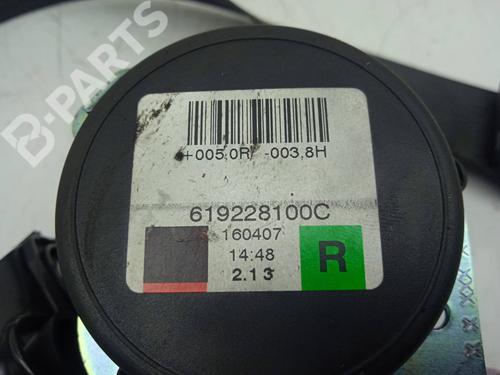 B-PARTS
+005,0R -003,8H
619228100C
160407
14:48
2.13
R